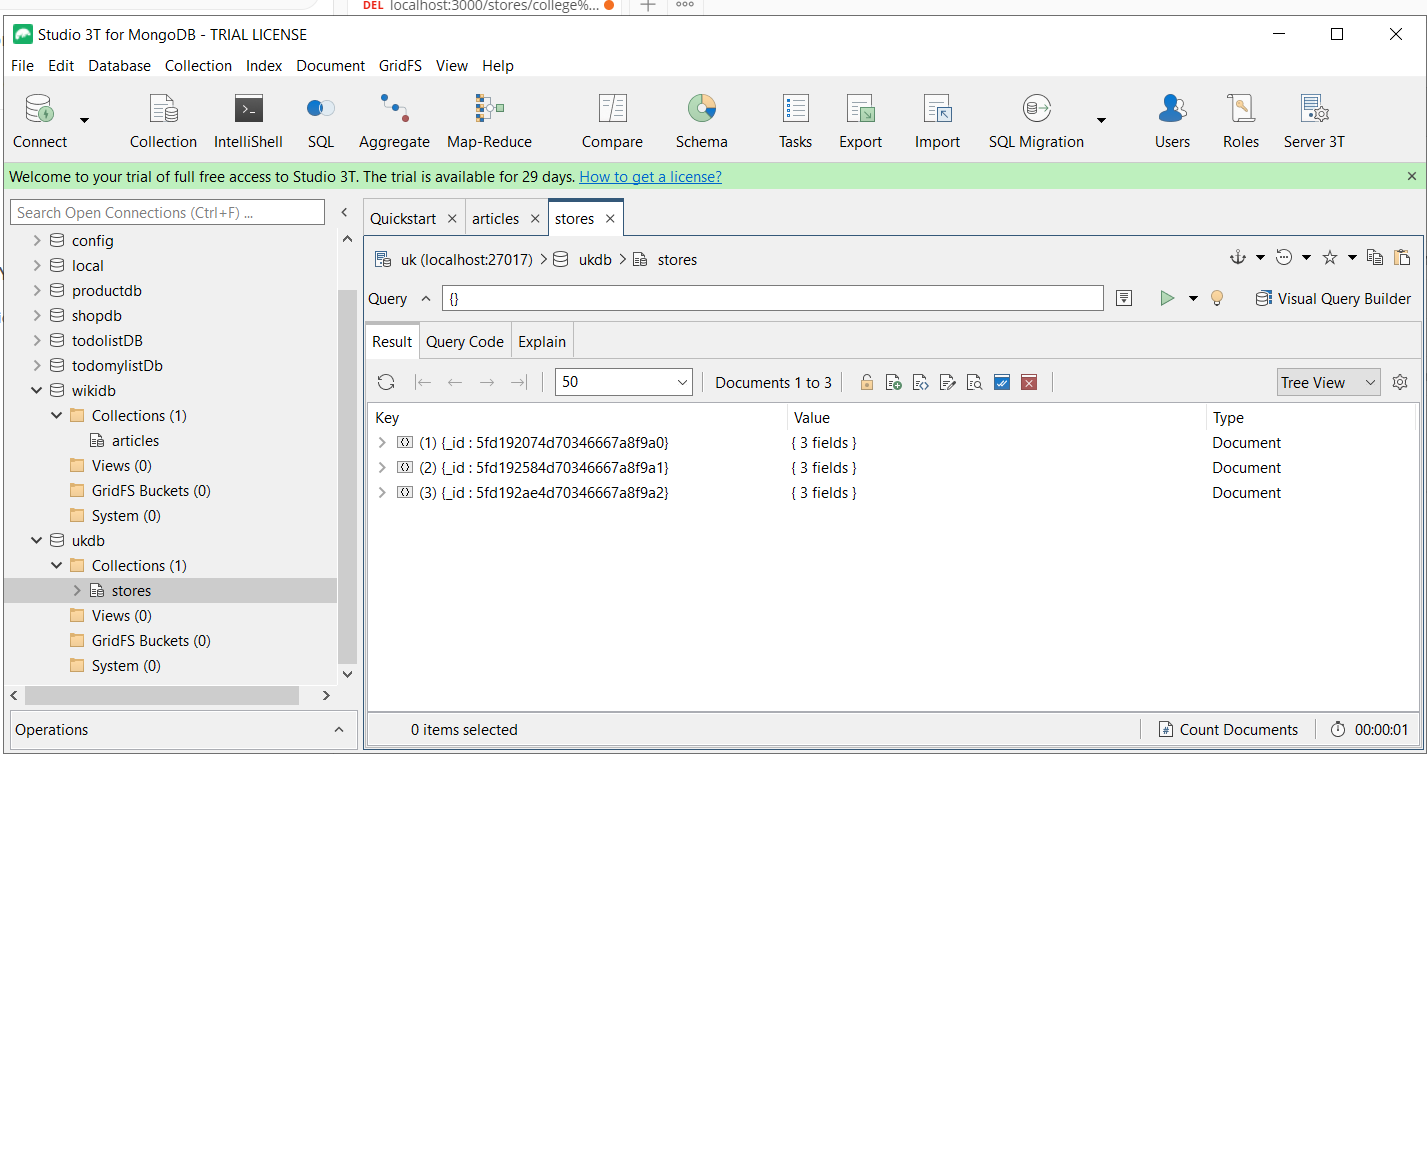 DEL localhost:3000/stores/college%...
Studio 3T for MongoDB - TRIAL LICENSE
File Edit Database Collection Index Document GridFS View Help
Connect Collection IntelliShell SQL Aggregate Map-Reduce Compare Schema Tasks Export Import SQL Migration Users Roles Server 3T
Welcome to your trial of full free access to Studio 3T. The trial is available for 29 days. How to get a license?
Search Open Connections (Ctrl+F) ...
config
local
productdb
shopdb
todolistDB
todomylistDb
wikidb
Collections (1)
articles
Views (0)
GridFS Buckets (0)
System (0)
ukdb
Collections (1)
stores
Views (0)
GridFS Buckets (0)
System (0)
Operations
Quickstart articles stores
uk (localhost:27017) ukdb stores
Query {} Visual Query Builder
Result Query Code Explain
50 Documents 1 to 3 Tree View
Key Value Type
(1) {_id : 5fd192074d70346667a8f9a0} { 3 fields } Document
(2) {_id : 5fd192584d70346667a8f9a1} { 3 fields } Document
(3) {_id : 5fd192ae4d70346667a8f9a2} { 3 fields } Document
0 items selected Count Documents 00:00:01